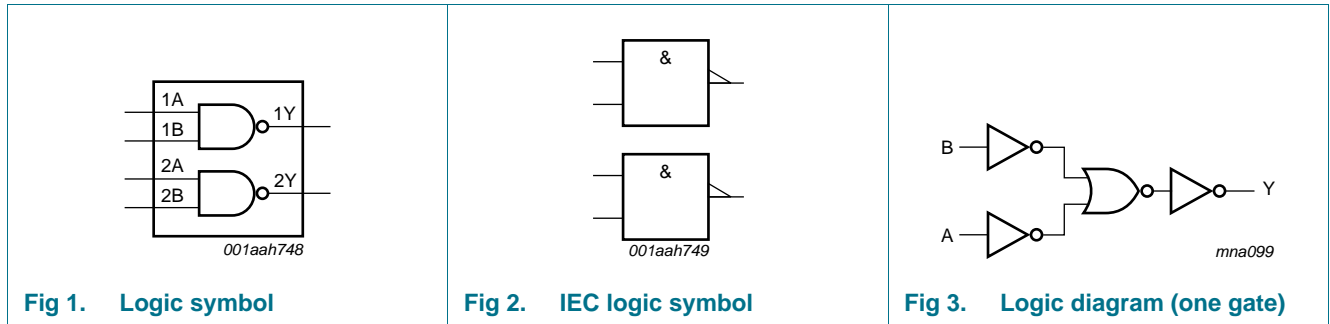 1A
1B
1Y
2A
2B
2Y
001aah748
Fig 1. Logic symbol
&
&
001aah749
Fig 2. IEC logic symbol
B
A
Y
mna099
Fig 3. Logic diagram (one gate)